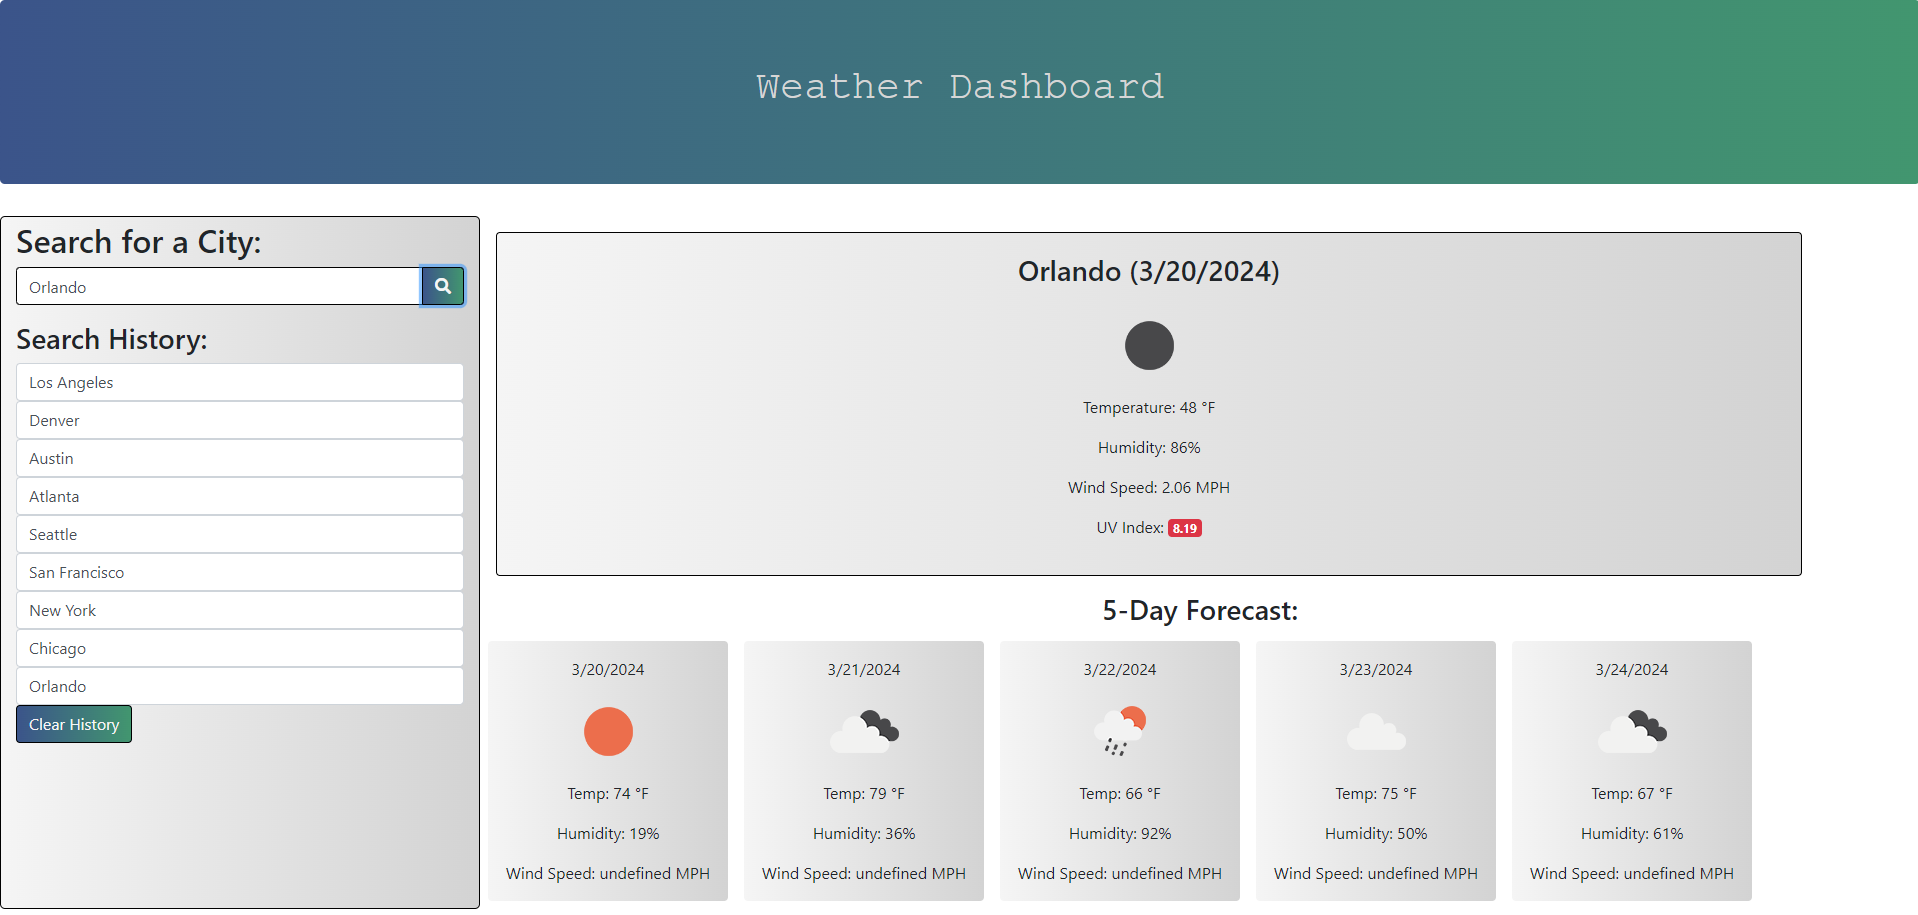 Weather Dashboard
Search for a City:
Orlando
Search History:
Los Angeles
Denver
Austin
Atlanta
Seattle
San Francisco
New York
Chicago
Orlando
Clear History
Orlando (3/20/2024)
Temperature: 48 °F
Humidity: 86%
Wind Speed: 2.06 MPH
UV Index: 8.19
5-Day Forecast:
3/20/2024
Temp: 74 °F
Humidity: 19%
Wind Speed: undefined MPH
3/21/2024
Temp: 79 °F
Humidity: 36%
Wind Speed: undefined MPH
3/22/2024
Temp: 66 °F
Humidity: 92%
Wind Speed: undefined MPH
3/23/2024
Temp: 75 °F
Humidity: 50%
Wind Speed: undefined MPH
3/24/2024
Temp: 67 °F
Humidity: 61%
Wind Speed: undefined MPH